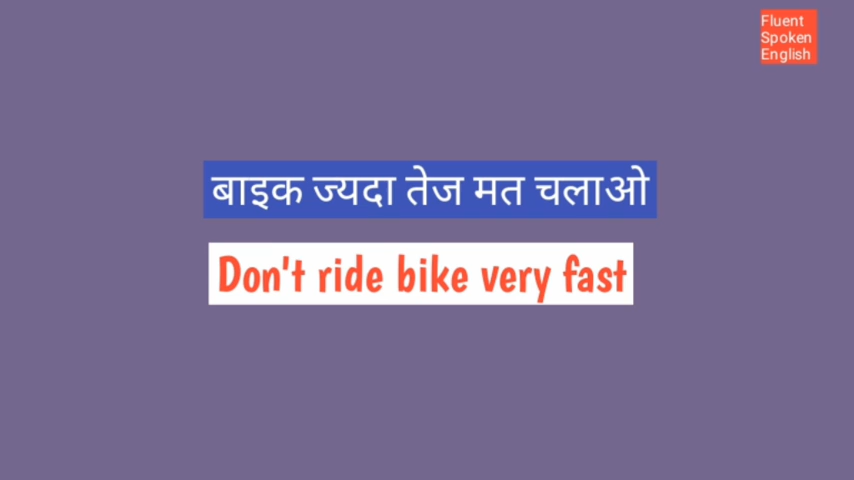 Fluent
Spoken
English
बाइक ज्यदा तेज मत चलाओ
Don't ride bike very fast